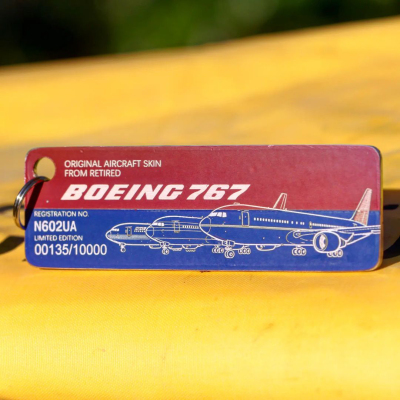 ORIGINAL AIRCRAFT SKIN
FROM RETIRED
BOEING 767
REGISTRATION NO.
N602UA
LIMITED EDITION
00135/10000